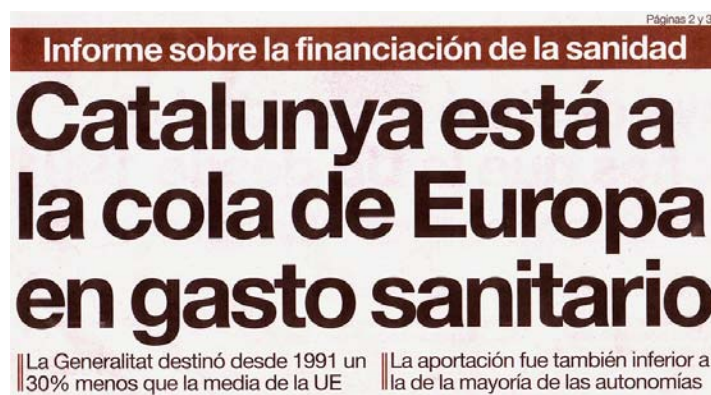 Páginas 2 y 3
Informe sobre la financiación de la sanidad
Catalunya está a
la cola de Europa
en gasto sanitario
La Generalitat destinó desde 1991 un
30% menos que la media de la UE
La aportación fue también inferior a
la de la mayoría de las autonomías